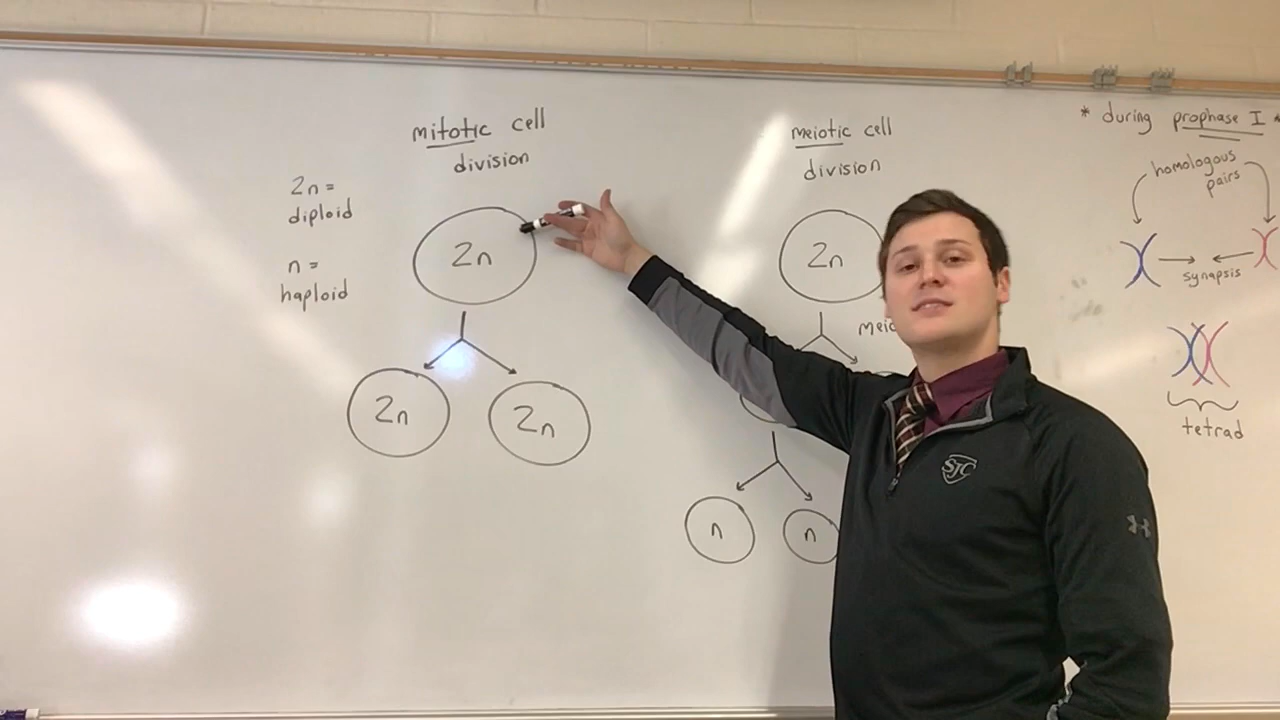 mitotic cell
division
2n =
diploid
n =
haploid
2n
2n
2n
meiotic cell
division
2n
n
n
* during prophase I *
homologous
pairs
synapsis
tetrad
SJC